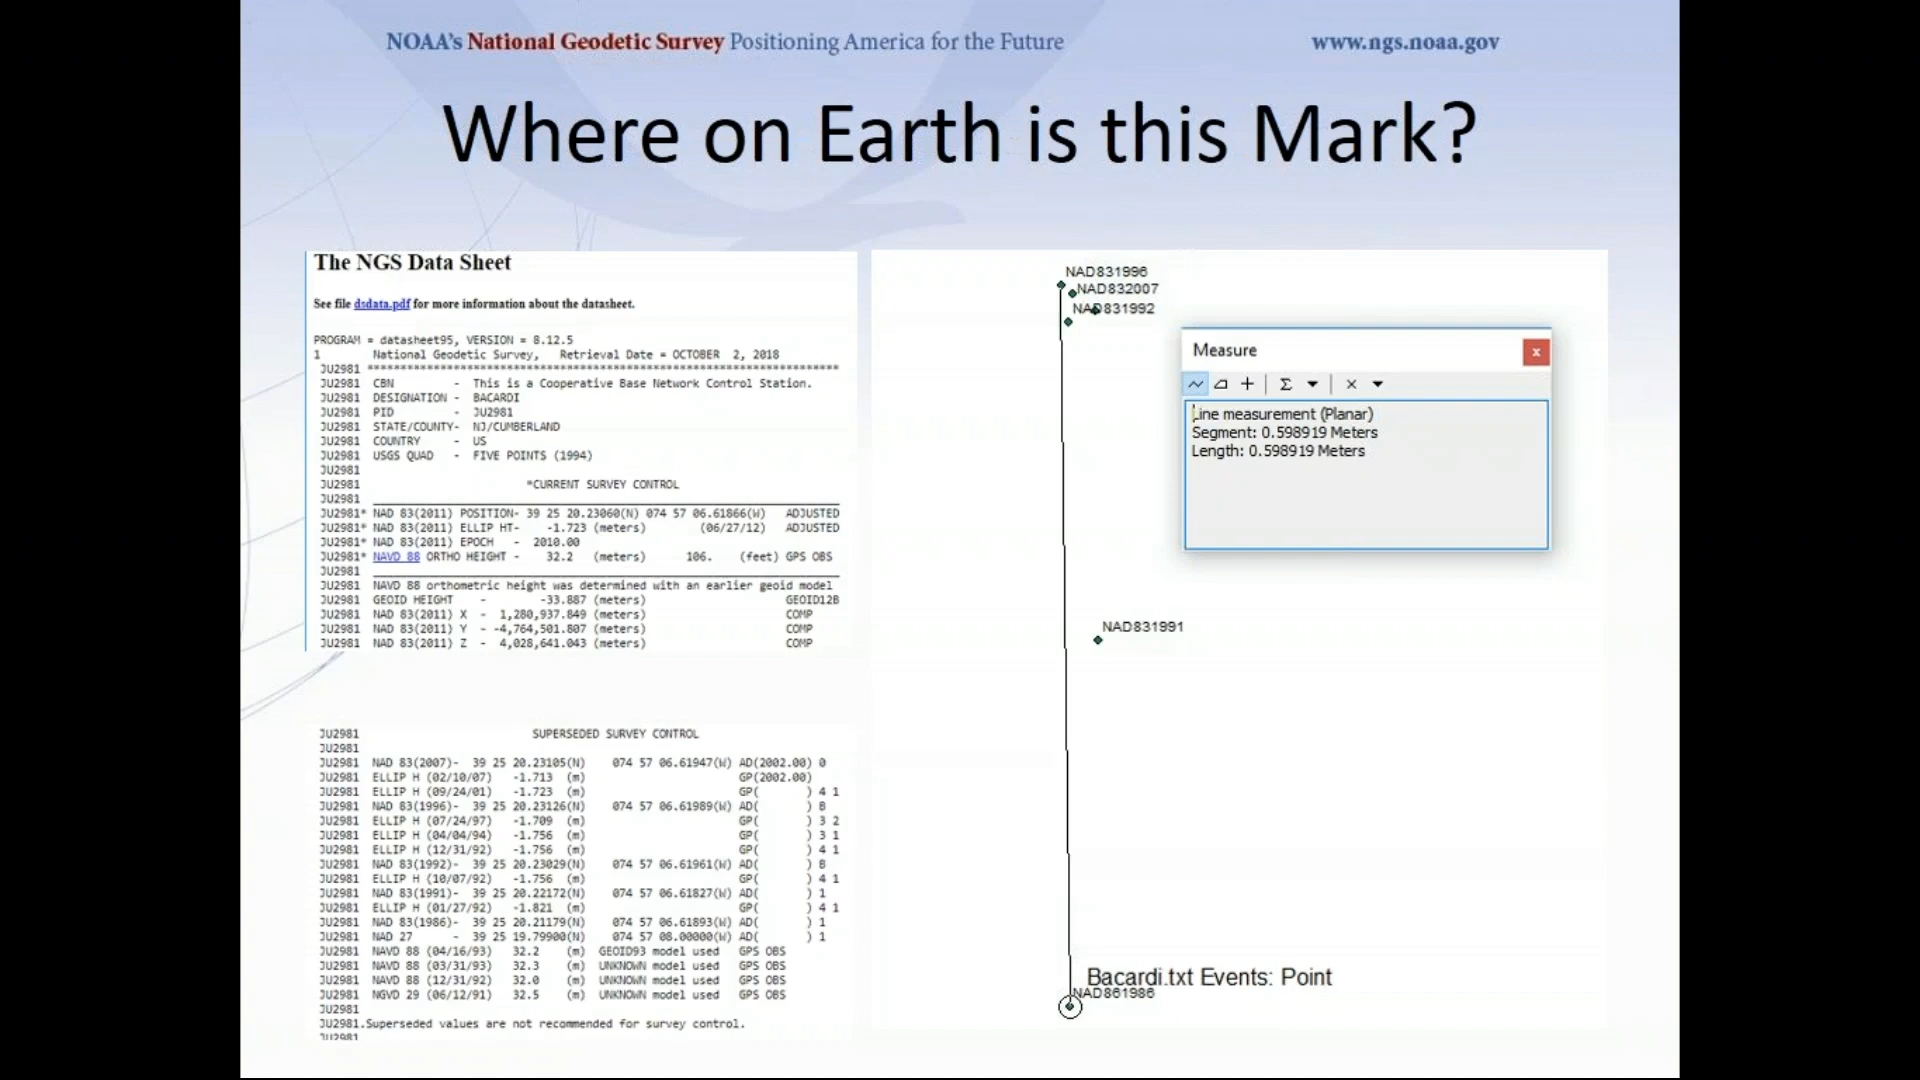 NOAA's National Geodetic Survey Positioning America for the Future
www.ngs.noaa.gov
Where on Earth is this Mark?
The NGS Data Sheet
See file dsdata.pdf for more information about the datasheet.
PROGRAM = datasheet95, VERSION = 8.12.5
1 National Geodetic Survey, Retrieval Date = OCTOBER 2, 2018
JU2981 ***********************************************************************
JU2981 CBN - This is a Cooperative Base Network Control Station.
JU2981 DESIGNATION - BACARDI
JU2981 PID - JU2981
JU2981 STATE/COUNTY- NJ/CUMBERLAND
JU2981 COUNTRY - US
JU2981 USGS QUAD - FIVE POINTS (1994)
JU2981
JU2981 *CURRENT SURVEY CONTROL
JU2981
JU2981* NAD 83(2011) POSITION- 39 25 20.23060(N) 074 57 06.61866(W) ADJUSTED
JU2981* NAD 83(2011) ELLIP HT- -1.723 (meters) (06/27/12) ADJUSTED
JU2981* NAD 83(2011) EPOCH - 2010.00
JU2981* NAVD 88 ORTHO HEIGHT - 32.2 (meters) 106. (feet) GPS OBS
JU2981
JU2981 NAVD 88 orthometric height was determined with an earlier geoid model
JU2981 GEOID HEIGHT - -33.887 (meters) GEOID12B
JU2981 NAD 83(2011) X - 1,280,937.849 (meters) COMP
JU2981 NAD 83(2011) Y - -4,764,501.807 (meters) COMP
JU2981 NAD 83(2011) Z - 4,028,641.043 (meters) COMP
JU2981 SUPERSEDED SURVEY CONTROL
JU2981
JU2981 NAD 83(2007)- 39 25 20.23105(N) 074 57 06.61947(W) AD(2002.00) 0
JU2981 ELLIP H (02/10/07) -1.713 (m) GP(2002.00)
JU2981 ELLIP H (09/24/01) -1.723 (m) GP( ) 4 1
JU2981 NAD 83(1996)- 39 25 20.23126(N) 074 57 06.61989(W) AD( ) B
JU2981 ELLIP H (07/24/97) -1.709 (m) GP( ) 3 2
JU2981 ELLIP H (04/04/94) -1.756 (m) GP( ) 3 1
JU2981 ELLIP H (12/31/92) -1.756 (m) GP( ) 4 1
JU2981 NAD 83(1992)- 39 25 20.23029(N) 074 57 06.61961(W) AD( ) B
JU2981 ELLIP H (10/07/92) -1.756 (m) GP( ) 4 1
JU2981 NAD 83(1991)- 39 25 20.22172(N) 074 57 06.61827(W) AD( ) 1
JU2981 ELLIP H (01/27/92) -1.821 (m) GP( ) 4 1
JU2981 NAD 83(1986)- 39 25 20.21179(N) 074 57 06.61893(W) AD( ) 1
JU2981 NAD 27 - 39 25 19.79900(N) 074 57 08.00000(W) AD( ) 1
JU2981 NAVD 88 (04/16/93) 32.2 (m) GEOID93 model used GPS OBS
JU2981 NAVD 88 (03/31/93) 32.3 (m) UNKNOWN model used GPS OBS
JU2981 NAVD 88 (12/31/92) 32.0 (m) UNKNOWN model used GPS OBS
JU2981 NGVD 29 (06/12/91) 32.5 (m) UNKNOWN model used GPS OBS
JU2981
JU2981.Superseded values are not recommended for survey control.
JU2981
NAD831996
NAD832007
NAD831992
Measure
Line measurement (Planar)
Segment: 0.598919 Meters
Length: 0.598919 Meters
NAD831991
Bacardi.txt Events: Point
NAD861986